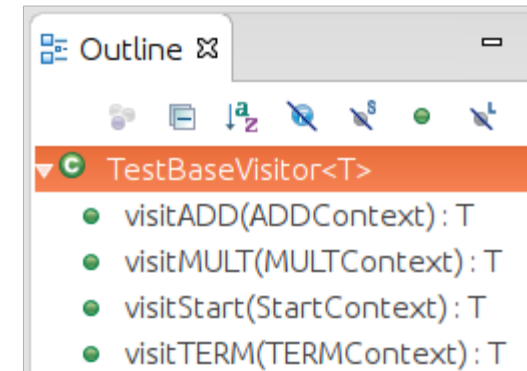 Outline
TestBaseVisitor<T>
visitADD(ADDContext) : T
visitMULT(MULTContext) : T
visitStart(StartContext) : T
visitTERM(TERMContext) : T